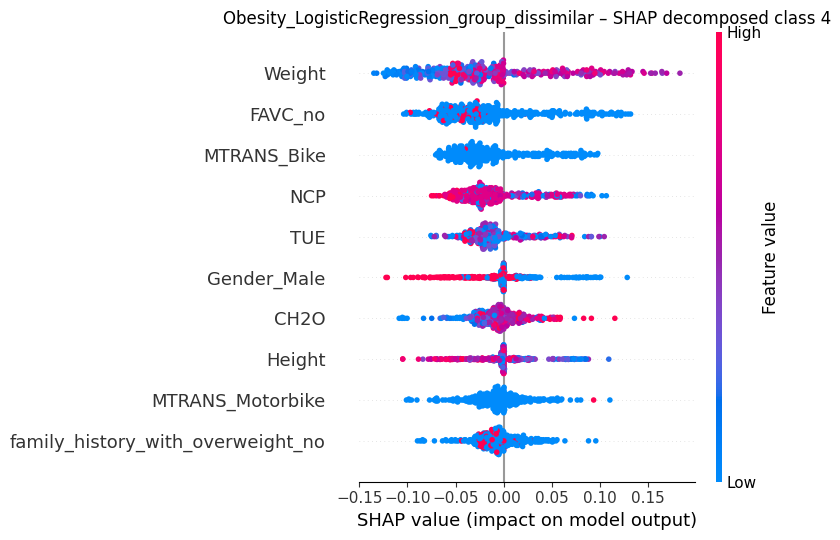 Obesity_LogisticRegression_group_dissimilar – SHAP decomposed class 4
High
Weight
FAVC_no
MTRANS_Bike
NCP
TUE
Gender_Male
CH2O
Height
MTRANS_Motorbike
family_history_with_overweight_no
Feature value
Low
−0.15 −0.10 −0.05 0.00 0.05 0.10 0.15
SHAP value (impact on model output)